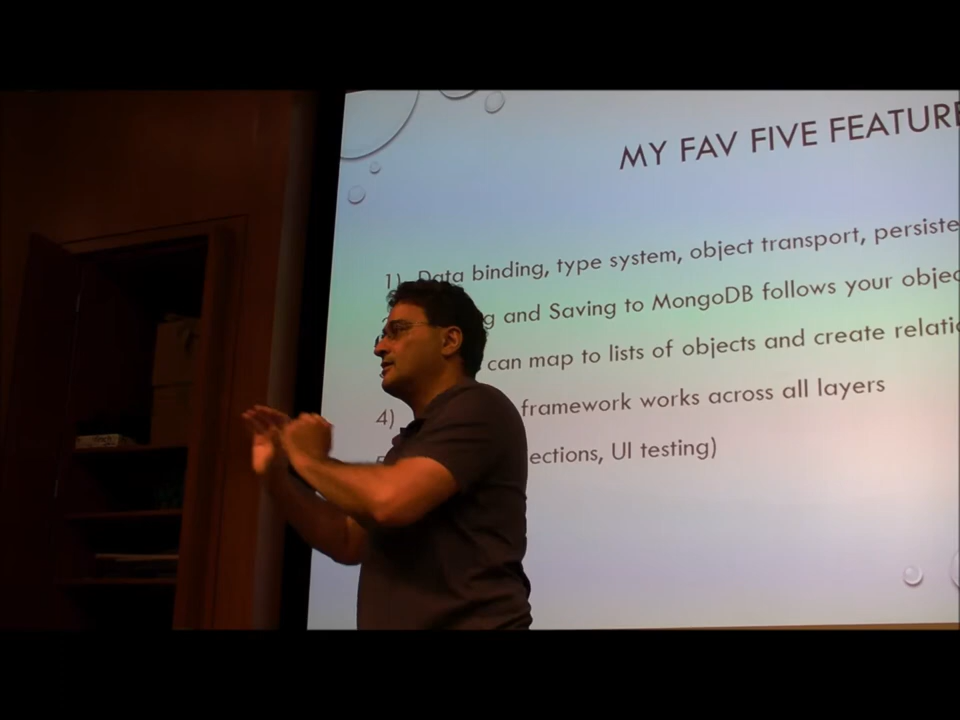 MY FAV FIVE FEATURE
1) Data binding, type system, object transport, persiste
g and Saving to MongoDB follows your objec
can map to lists of objects and create relatio
4) framework works across all layers
ections, UI testing)